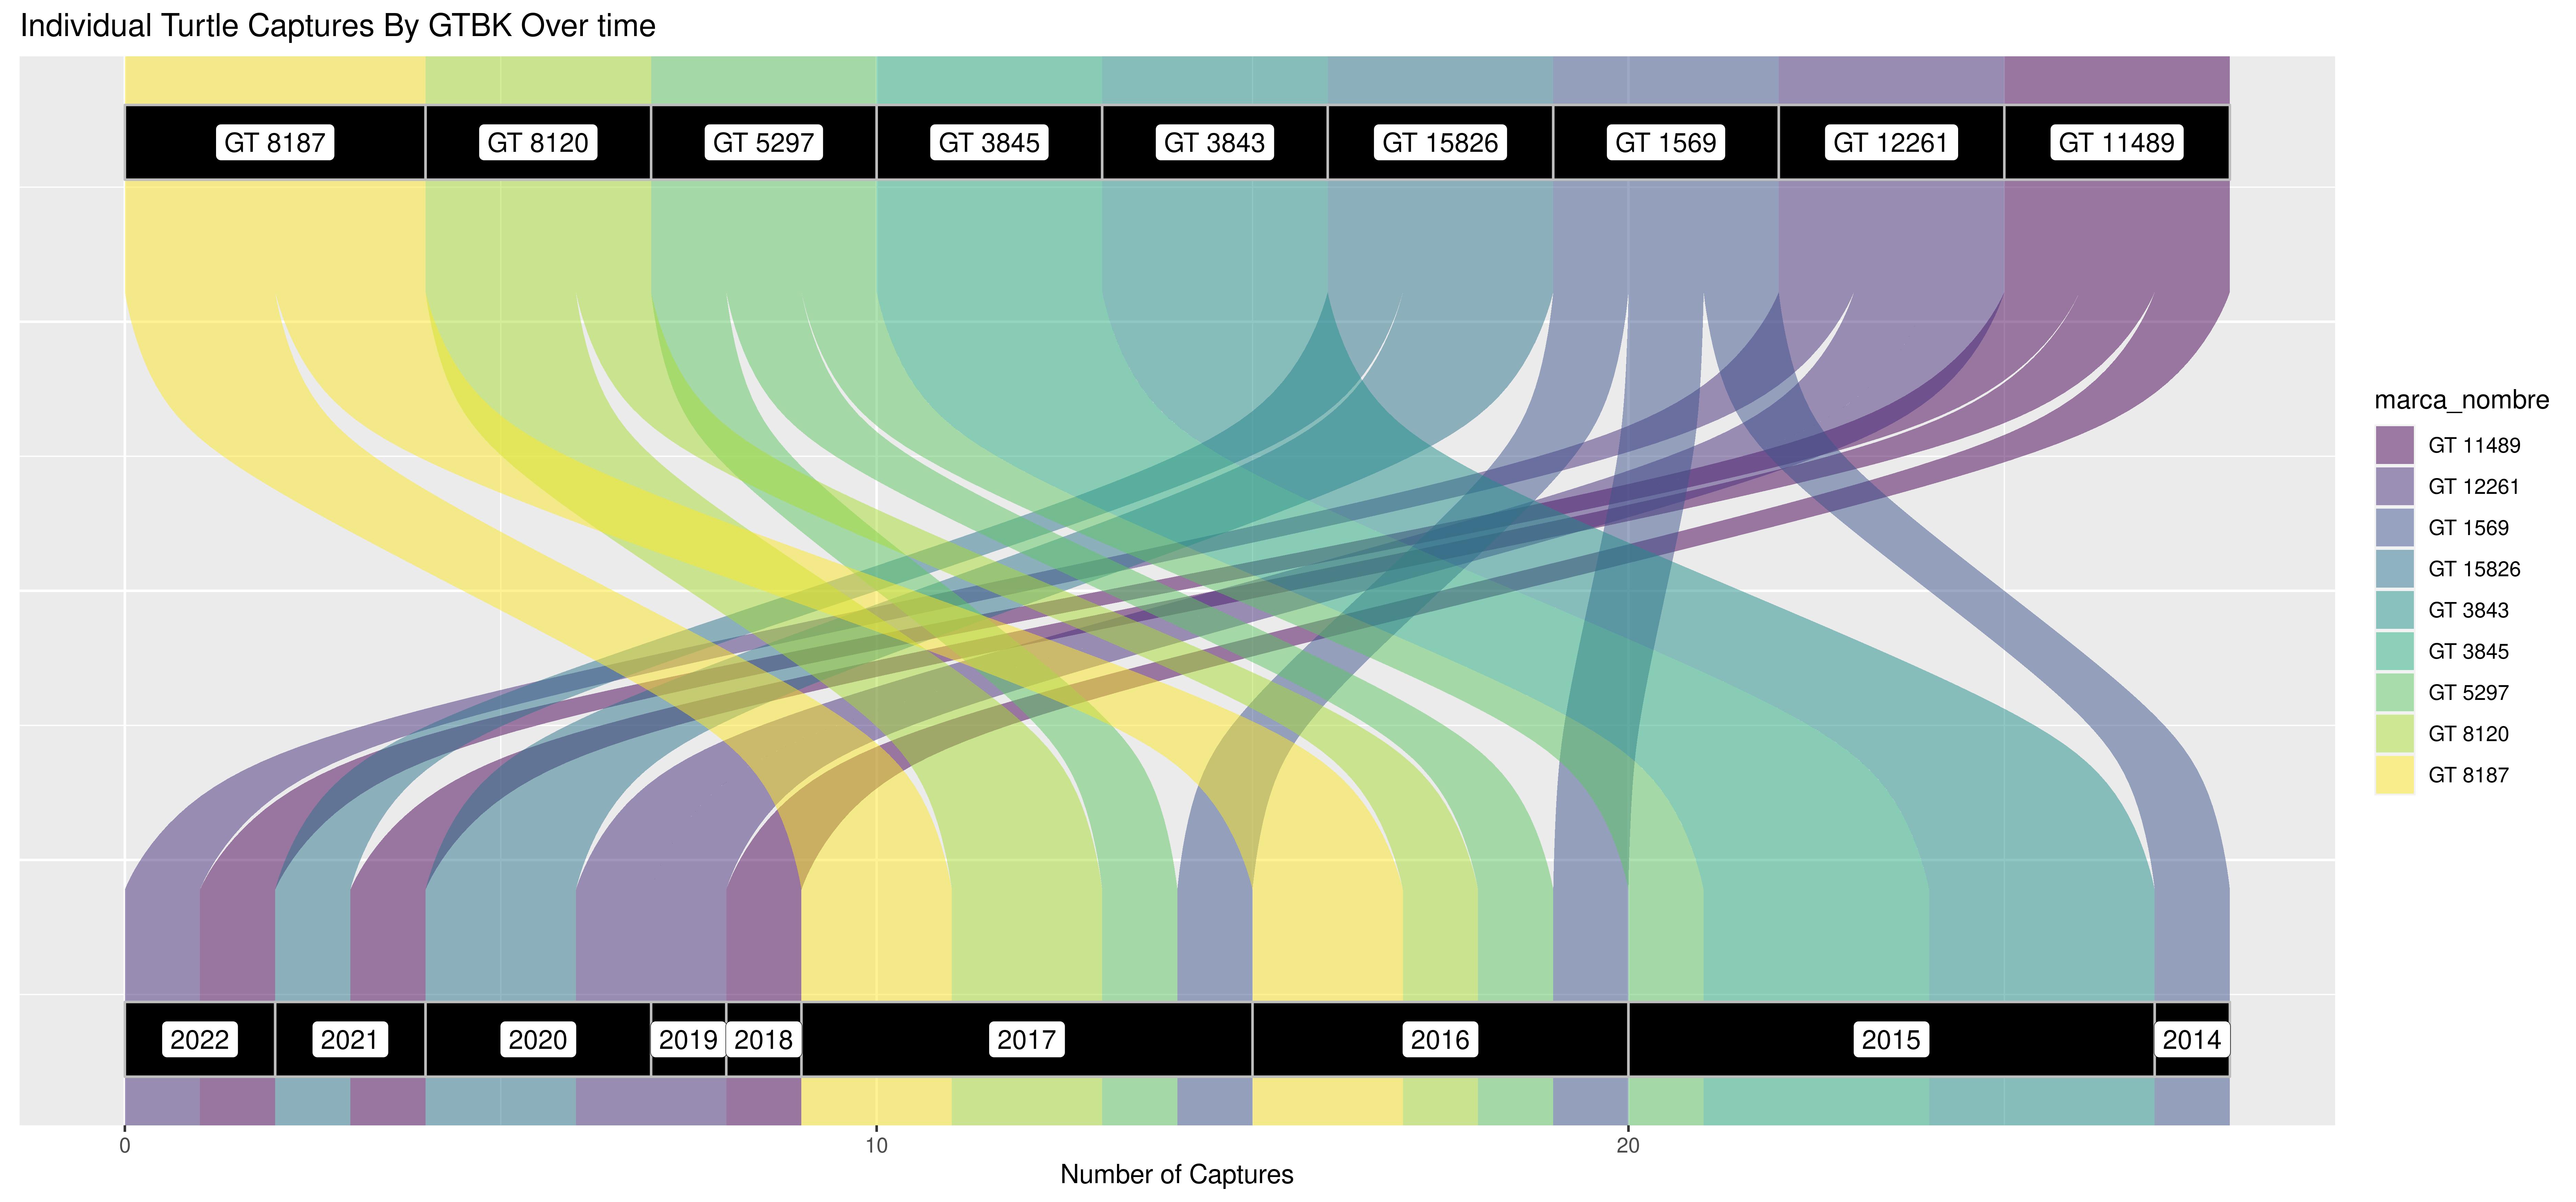 Individual Turtle Captures By GTBK Over time
GT 8187 GT 8120 GT 5297 GT 3845 GT 3843 GT 15826 GT 1569 GT 12261 GT 11489
marca_nombre
GT 11489
GT 12261
GT 1569
GT 15826
GT 3843
GT 3845
GT 5297
GT 8120
GT 8187
2022 2021 2020 2019 2018 2017 2016 2015 2014
0 10 20
Number of Captures